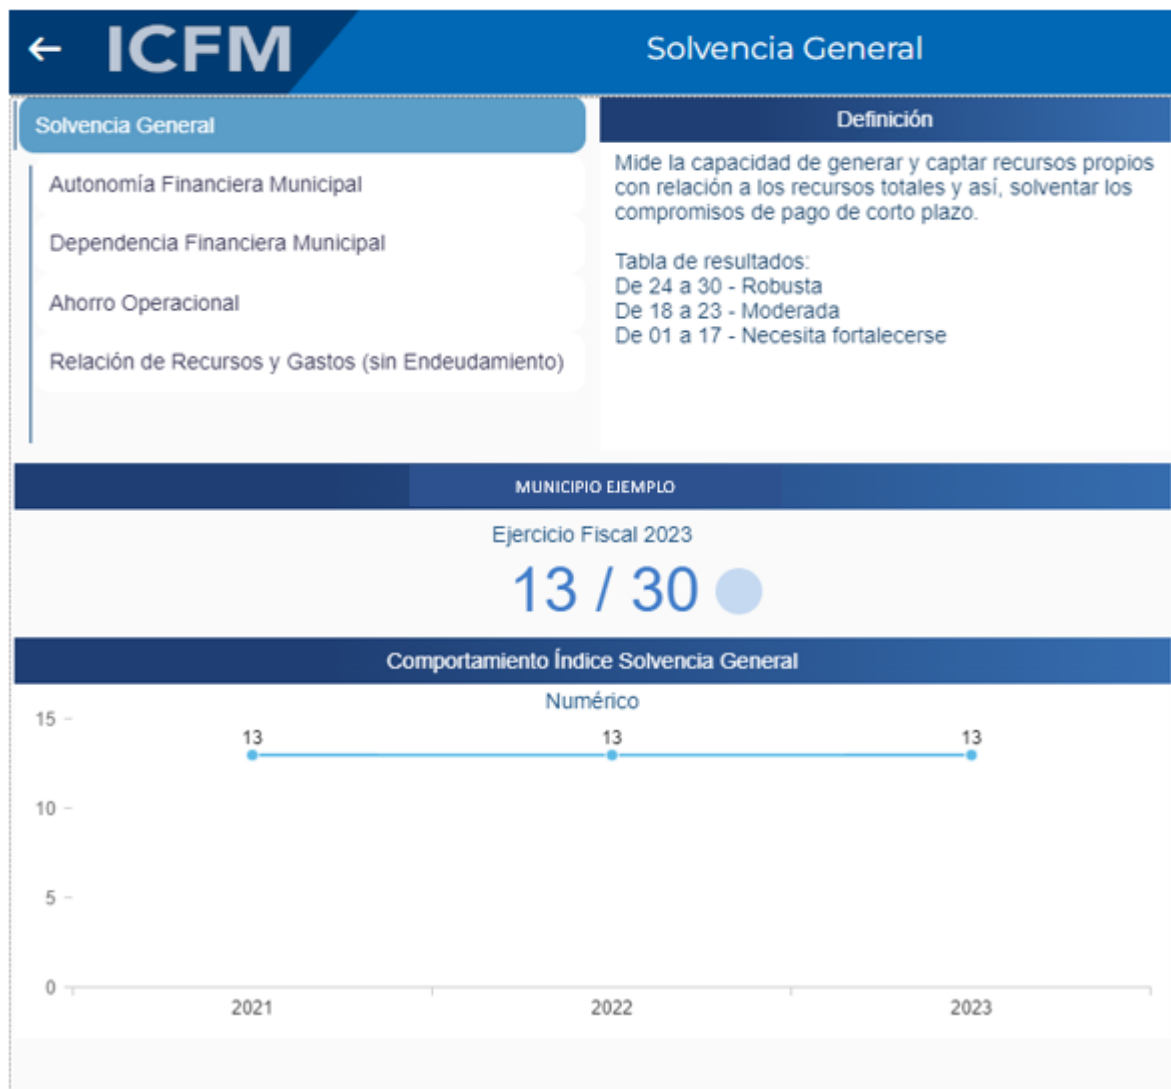 ICFM
Solvencia General
Solvencia General
Autonomía Financiera Municipal
Dependencia Financiera Municipal
Ahorro Operacional
Relación de Recursos y Gastos (sin Endeudamiento)
Definición
Mide la capacidad de generar y captar recursos propios
con relación a los recursos totales y así, solventar los
compromisos de pago de corto plazo.
Tabla de resultados:
De 24 a 30 - Robusta
De 18 a 23 - Moderada
De 01 a 17 - Necesita fortalecerse
MUNICIPIO EJEMPLO
Ejercicio Fiscal 2023
13 / 30
Comportamiento Índice Solvencia General
Numérico
15
13 13 13
10
5
0
2021 2022 2023